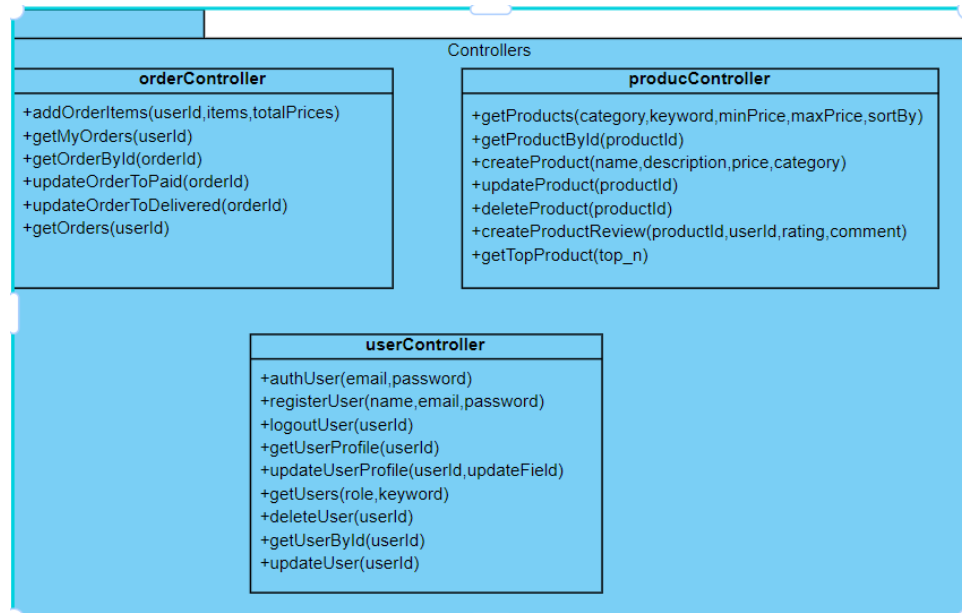 Controllers
orderController
+addOrderItems(userId,items,totalPrices)
+getMyOrders(userId)
+getOrderById(orderId)
+updateOrderToPaid(orderId)
+updateOrderToDelivered(orderId)
+getOrders(userId)
producController
+getProducts(category,keyword,minPrice,maxPrice,sortBy)
+getProductById(productId)
+createProduct(name,description,price,category)
+updateProduct(productId)
+deleteProduct(productId)
+createProductReview(productId,userId,rating,comment)
+getTopProduct(top_n)
userController
+authUser(email,password)
+registerUser(name,email,password)
+logoutUser(userId)
+getUserProfile(userId)
+updateUserProfile(userId,updateField)
+getUsers(role,keyword)
+deleteUser(userId)
+getUserById(userId)
+updateUser(userId)